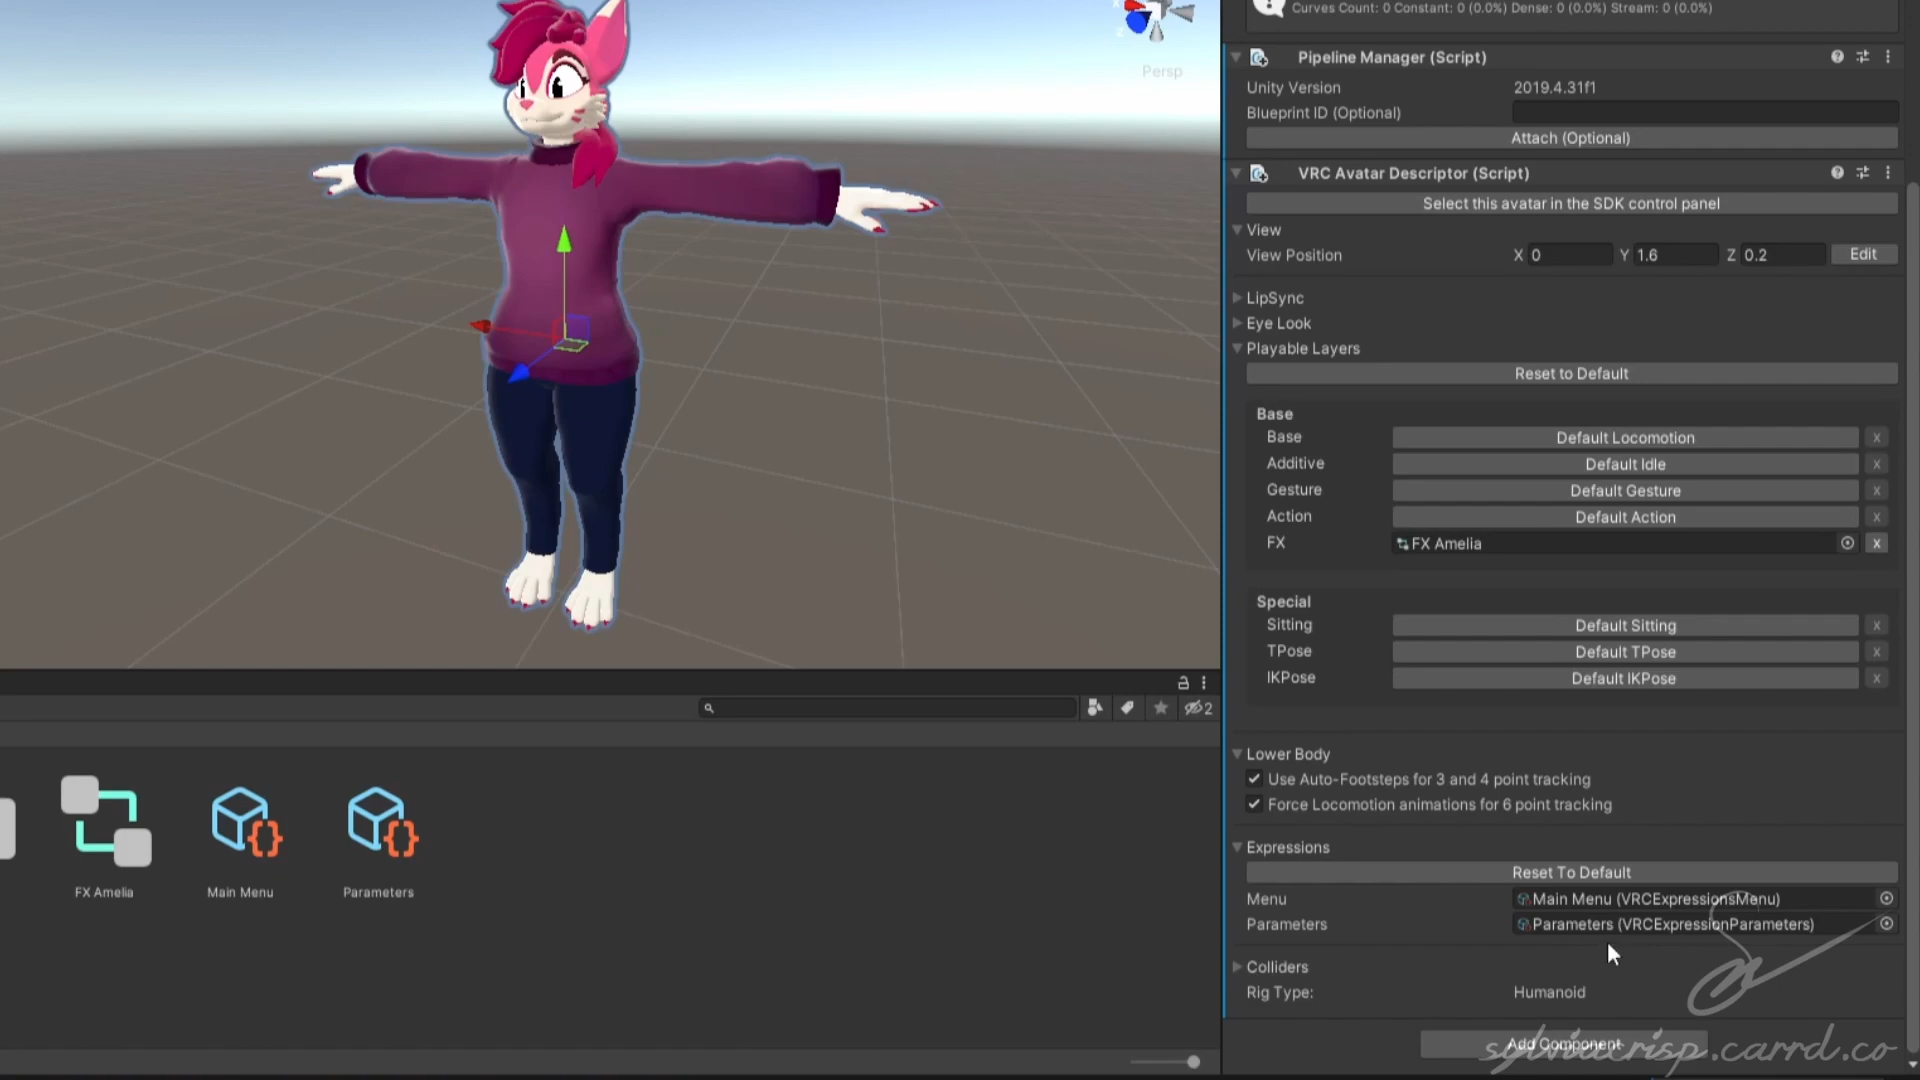 Curves Count: 0 Constant: 0 (0.0%) Dense: 0 (0.0%) Stream: 0 (0.0%)
Persp
Pipeline Manager (Script)
Unity Version 2019.4.31f1
Blueprint ID (Optional)
Attach (Optional)
VRC Avatar Descriptor (Script)
Select this avatar in the SDK control panel
View
View Position X 0 Y 1.6 Z 0.2 Edit
LipSync
Eye Look
Playable Layers
Reset to Default
Base
Base Default Locomotion x
Additive Default Idle x
Gesture Default Gesture x
Action Default Action x
FX FX Amelia x
Special
Sitting Default Sitting x
TPose Default TPose x
IKPose Default IKPose x
2
Lower Body
Use Auto-Footsteps for 3 and 4 point tracking
Force Locomotion animations for 6 point tracking
Expressions
Reset To Default
Menu Main Menu (VRCExpressionsMenu)
Parameters Parameters (VRCExpressionParameters)
Colliders
Rig Type: Humanoid
Add Component
sylviacrisp.carrd.co
FX Amelia Main Menu Parameters